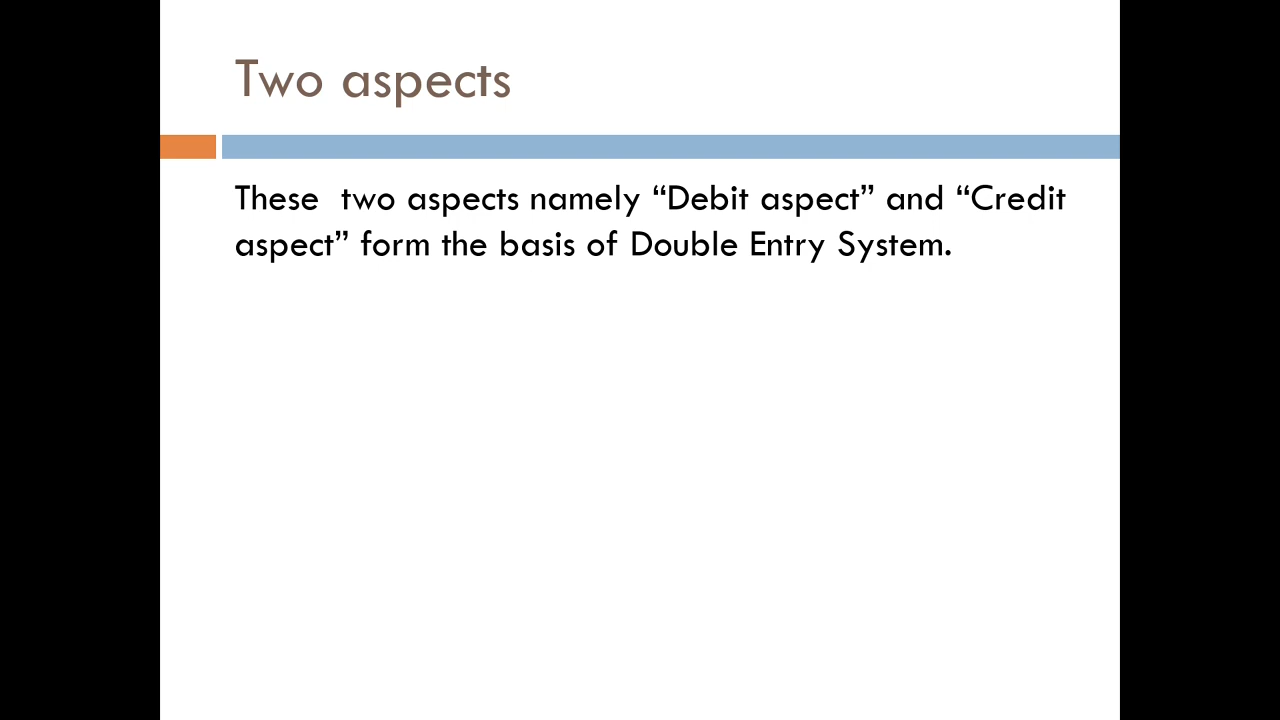 Two aspects
These  two aspects namely “Debit aspect” and “Credit
aspect” form the basis of Double Entry System.